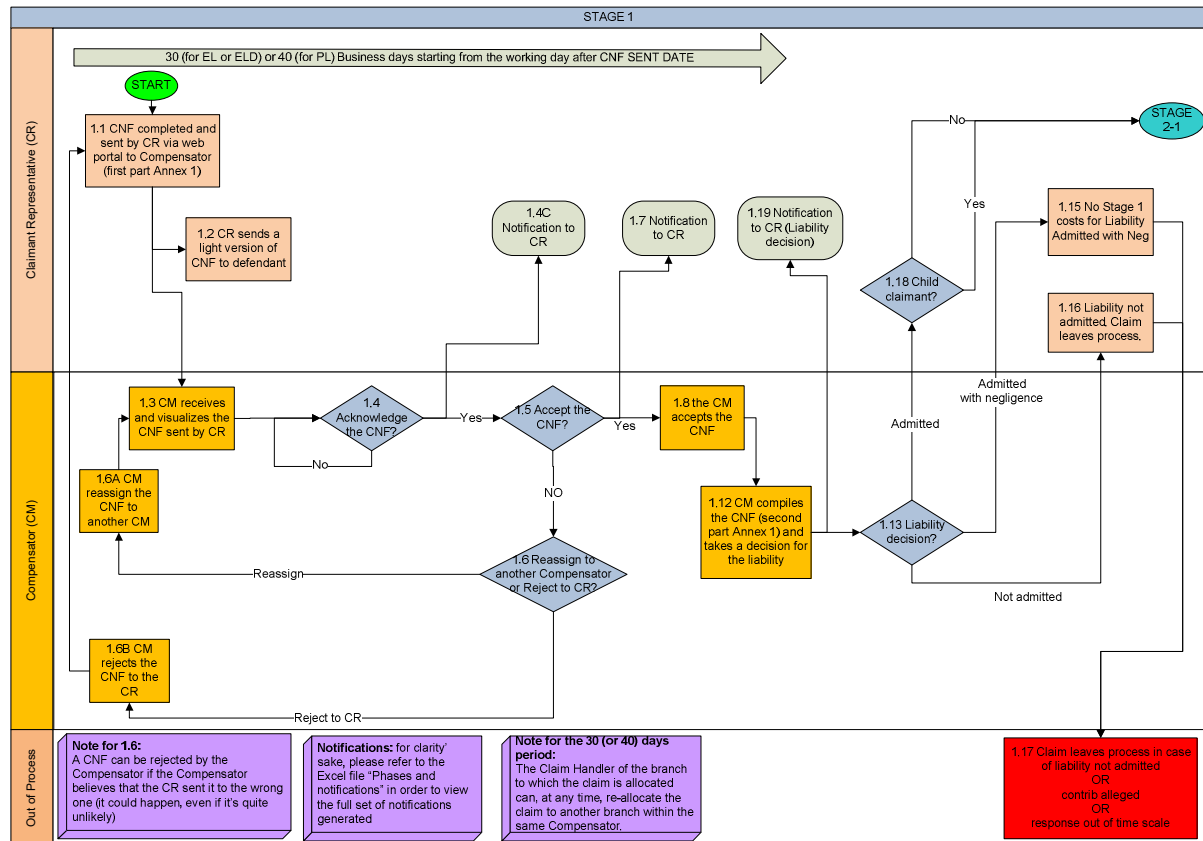 STAGE 1
Claimant Representative (CR)
30 (for EL or ELD) or 40 (for PL) Business days starting from the working day after CNF SENT DATE
START
1.1 CNF completed and
sent by CR via web
portal to Compensator
(first part Annex 1)
1.2 CR sends a
light version of
CNF to defendant
1.4C
Notification to
CR
1.7 Notification
to CR
1.19 Notification
to CR (Liability
decision)
No
STAGE
2-1
Yes
1.18 Child
claimant?
1.15 No Stage 1
costs for Liability
Admitted with Neg
1.16 Liability not
admitted. Claim
leaves process.
Compensator (CM)
1.3 CM receives
and visualizes the
CNF sent by CR
1.4
Acknowledge
the CNF?
Yes
No
1.5 Accept the
CNF?
Yes
NO
1.8 the CM
accepts the
CNF
Admitted
Admitted
with negligence
1.6A CM
reassign the
CNF to
another CM
1.12 CM compiles
the CNF (second
part Annex 1) and
takes a decision for
the liability
1.13 Liability
decision?
Not admitted
Reassign
1.6 Reassign to
another Compensator
or Reject to CR?
1.6B CM
rejects the
CNF to the
CR
Reject to CR
Out of Process
Note for 1.6:
A CNF can be rejected by the
Compensator if the Compensator
believes that the CR sent it to the wrong
one (it could happen, even if it's quite
unlikely)
Notifications: for clarity'
sake, please refer to the
Excel file “Phases and
notifications” in order to view
the full set of notifications
generated
Note for the 30 (or 40) days
period:
The Claim Handler of the branch
to which the claim is allocated
can, at any time, re-allocate the
claim to another branch within the
same Compensator.
1.17 Claim leaves process in case
of liability not admitted
OR
contrib alleged
OR
response out of time scale